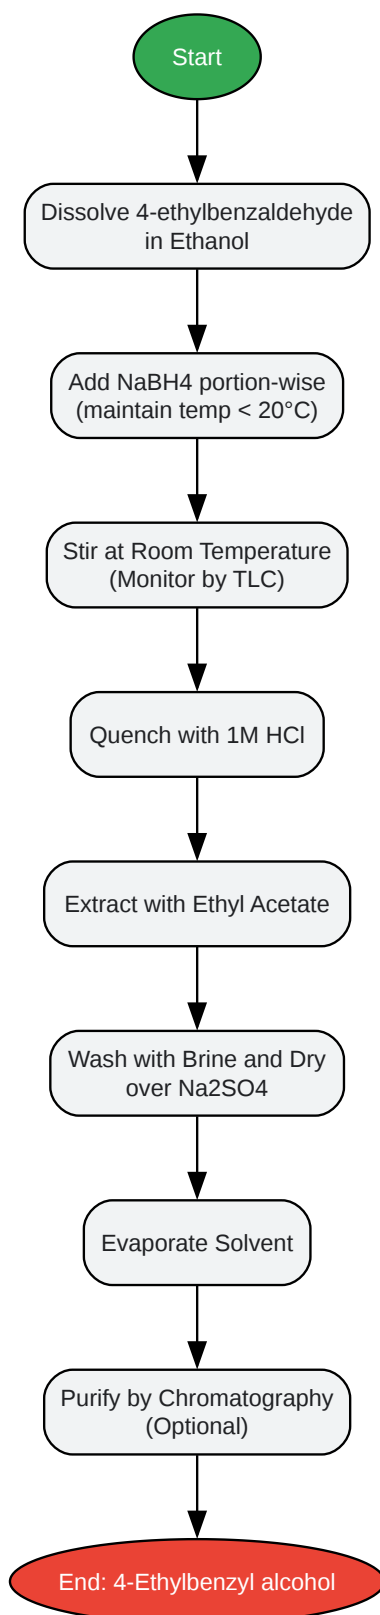 Start
Dissolve 4-ethylbenzaldehyde
in Ethanol
Add NaBH4 portion-wise
(maintain temp < 20°C)
Stir at Room Temperature
(Monitor by TLC)
Quench with 1M HCl
Extract with Ethyl Acetate
Wash with Brine and Dry
over Na2SO4
Evaporate Solvent
Purify by Chromatography
(Optional)
End: 4-Ethylbenzyl alcohol